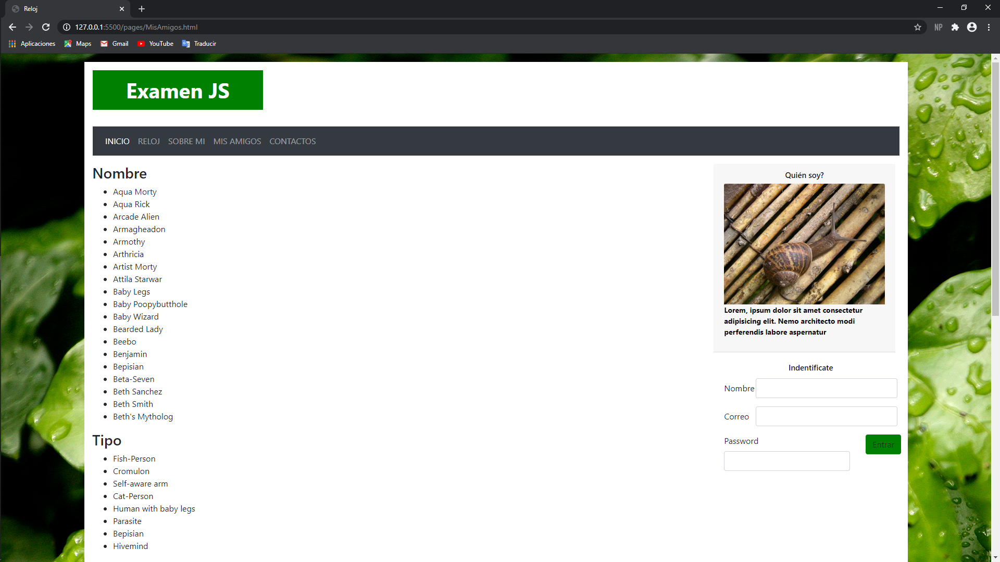 Reloj
127.0.0.1:5500/pages/MisAmigos.html
NP
Aplicaciones
Maps
Gmail
YouTube
Traducir
Examen JS
INICIO RELOJ SOBRE MI MIS AMIGOS CONTACTOS
Nombre
Aqua Morty
Aqua Rick
Arcade Alien
Armagheadon
Armothy
Arthricia
Artist Morty
Attila Starwar
Baby Legs
Baby Poopybutthole
Baby Wizard
Bearded Lady
Beebo
Benjamin
Bepisian
Beta-Seven
Beth Sanchez
Beth Smith
Beth's Mytholog
Tipo
Fish-Person
Cromulon
Self-aware arm
Cat-Person
Human with baby legs
Parasite
Bepisian
Hivemind
Quién soy?
Lorem, ipsum dolor sit amet consectetur
adipisicing elit. Nemo architecto modi
perferendis labore aspernatur
Indentificate
Nombre
Correo
Password
Entrar